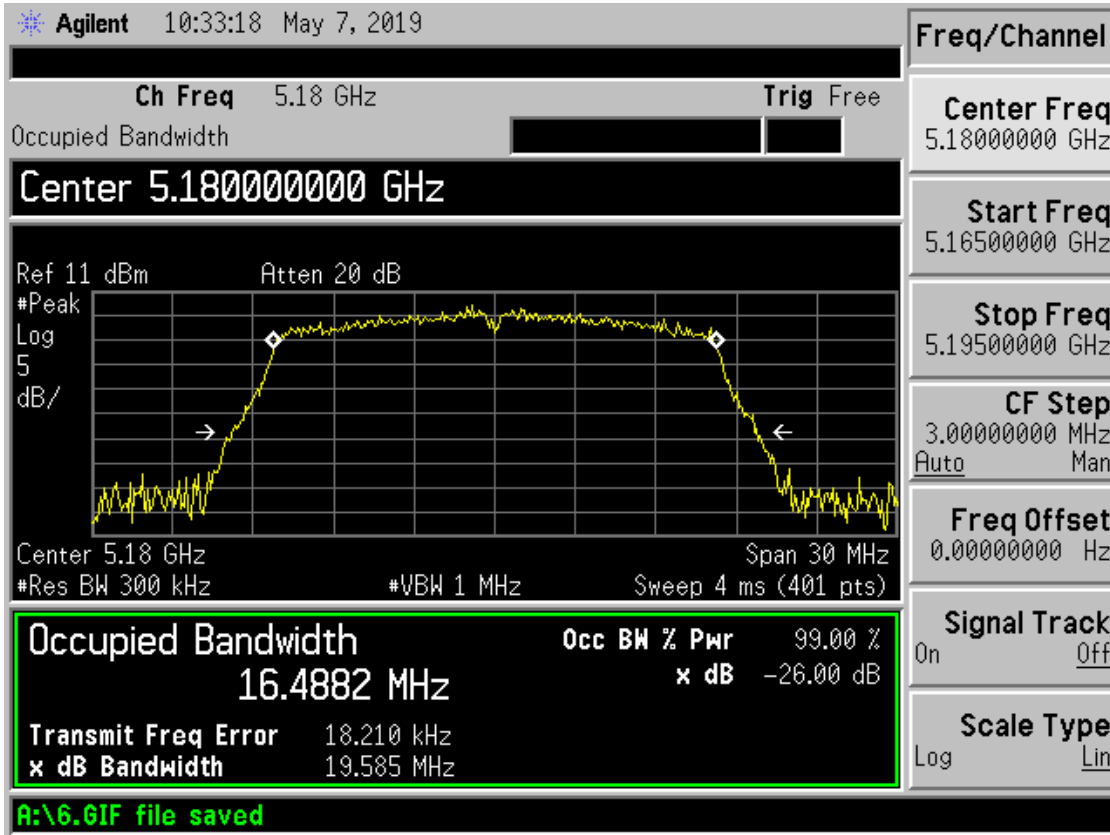 Agilent 10:33:18 May 7, 2019
Freq/Channel
Ch Freq 5.18 GHz Trig Free
Occupied Bandwidth
Center 5.180000000 GHz
Ref 11 dBm Atten 20 dB
#Peak
Log
5
dB/
Center 5.18 GHz Span 30 MHz
#Res BW 300 kHz #VBW 1 MHz Sweep 4 ms (401 pts)
Occupied Bandwidth Occ BW % Pwr 99.00 %
16.4882 MHz x dB -26.00 dB
Transmit Freq Error 18.210 kHz
x dB Bandwidth 19.585 MHz
A:\6.GIF file saved
Center Freq
5.18000000 GHz
Start Freq
5.16500000 GHz
Stop Freq
5.19500000 GHz
CF Step
3.00000000 MHz
Auto Man
Freq Offset
0.00000000 Hz
Signal Track
On Off
Scale Type
Log Lin